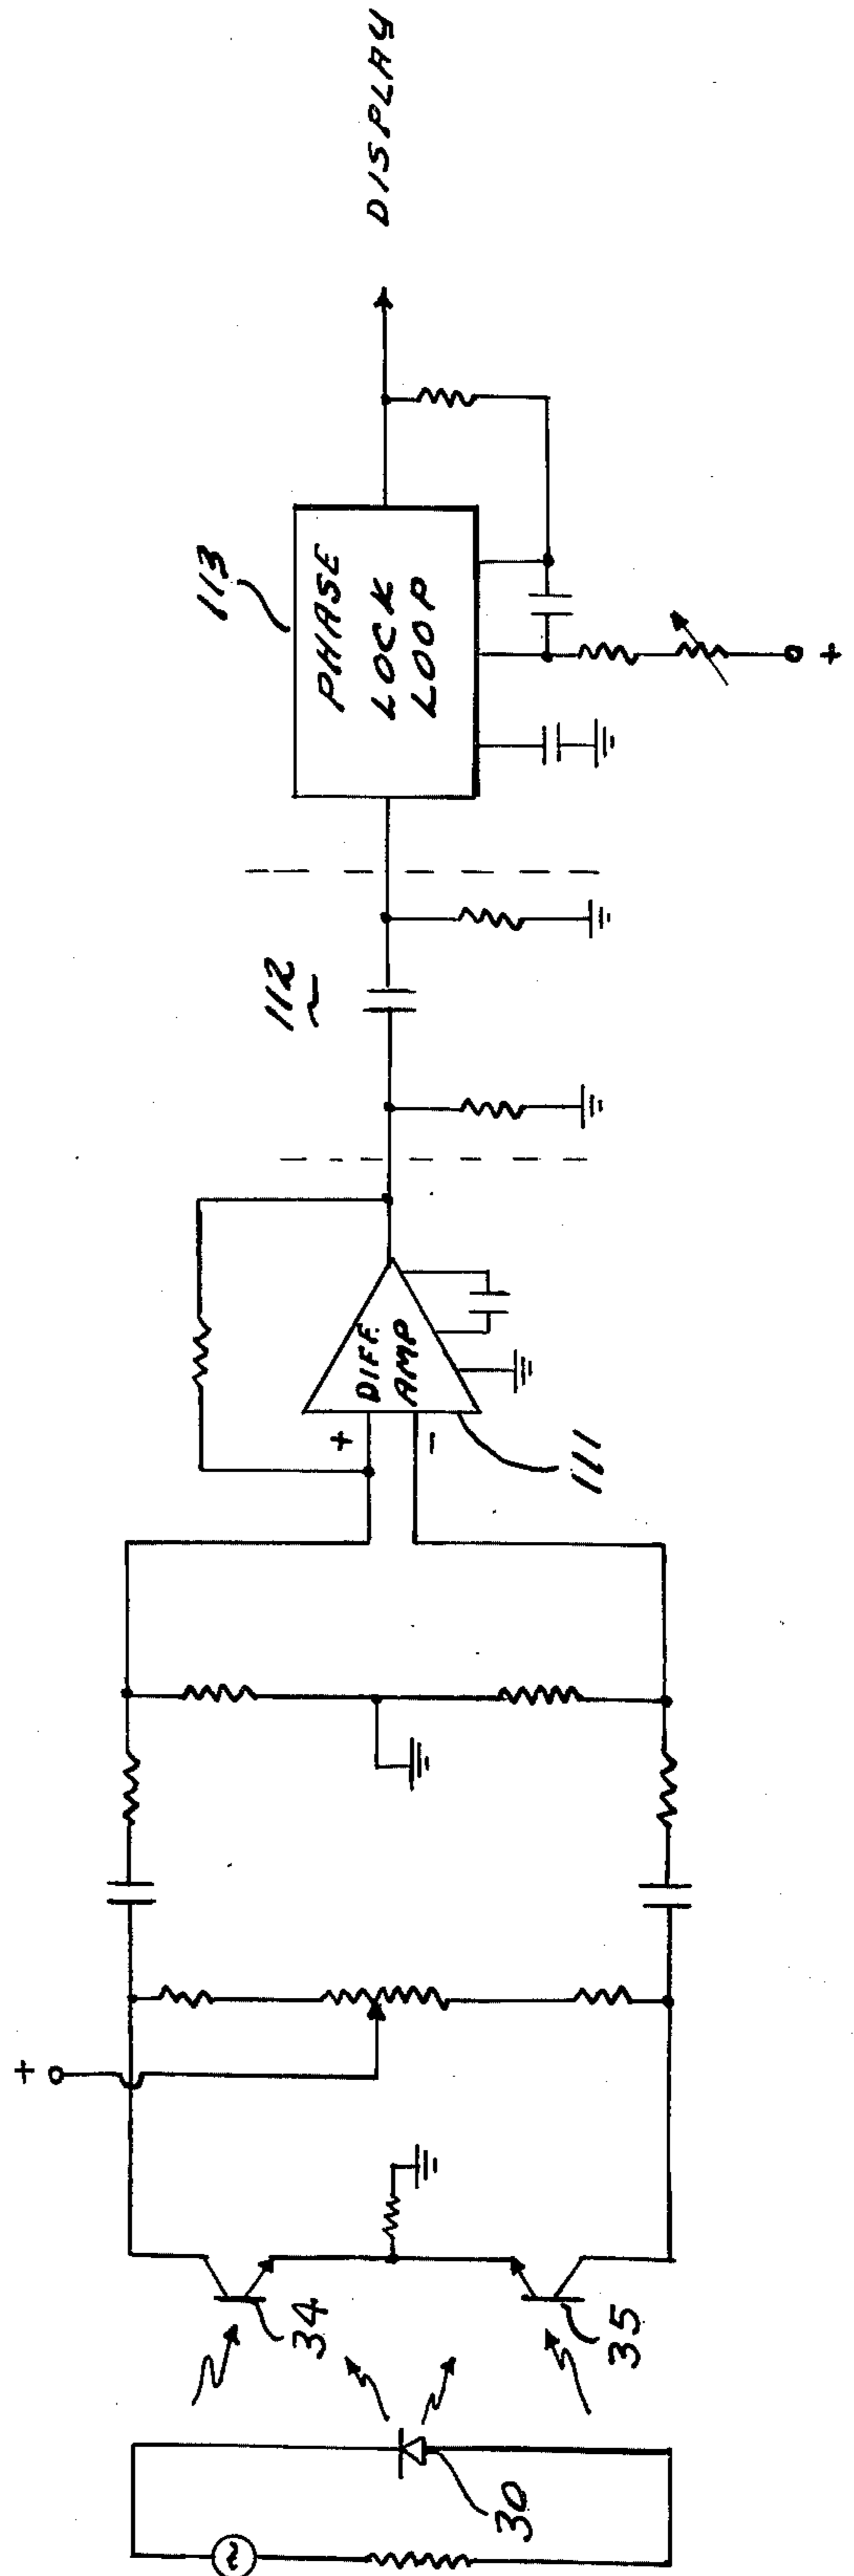 +
30
34
35
+
-
DIFF.
AMP
111
112
113
PHASE
LOCK
LOOP
+
DISPLAY